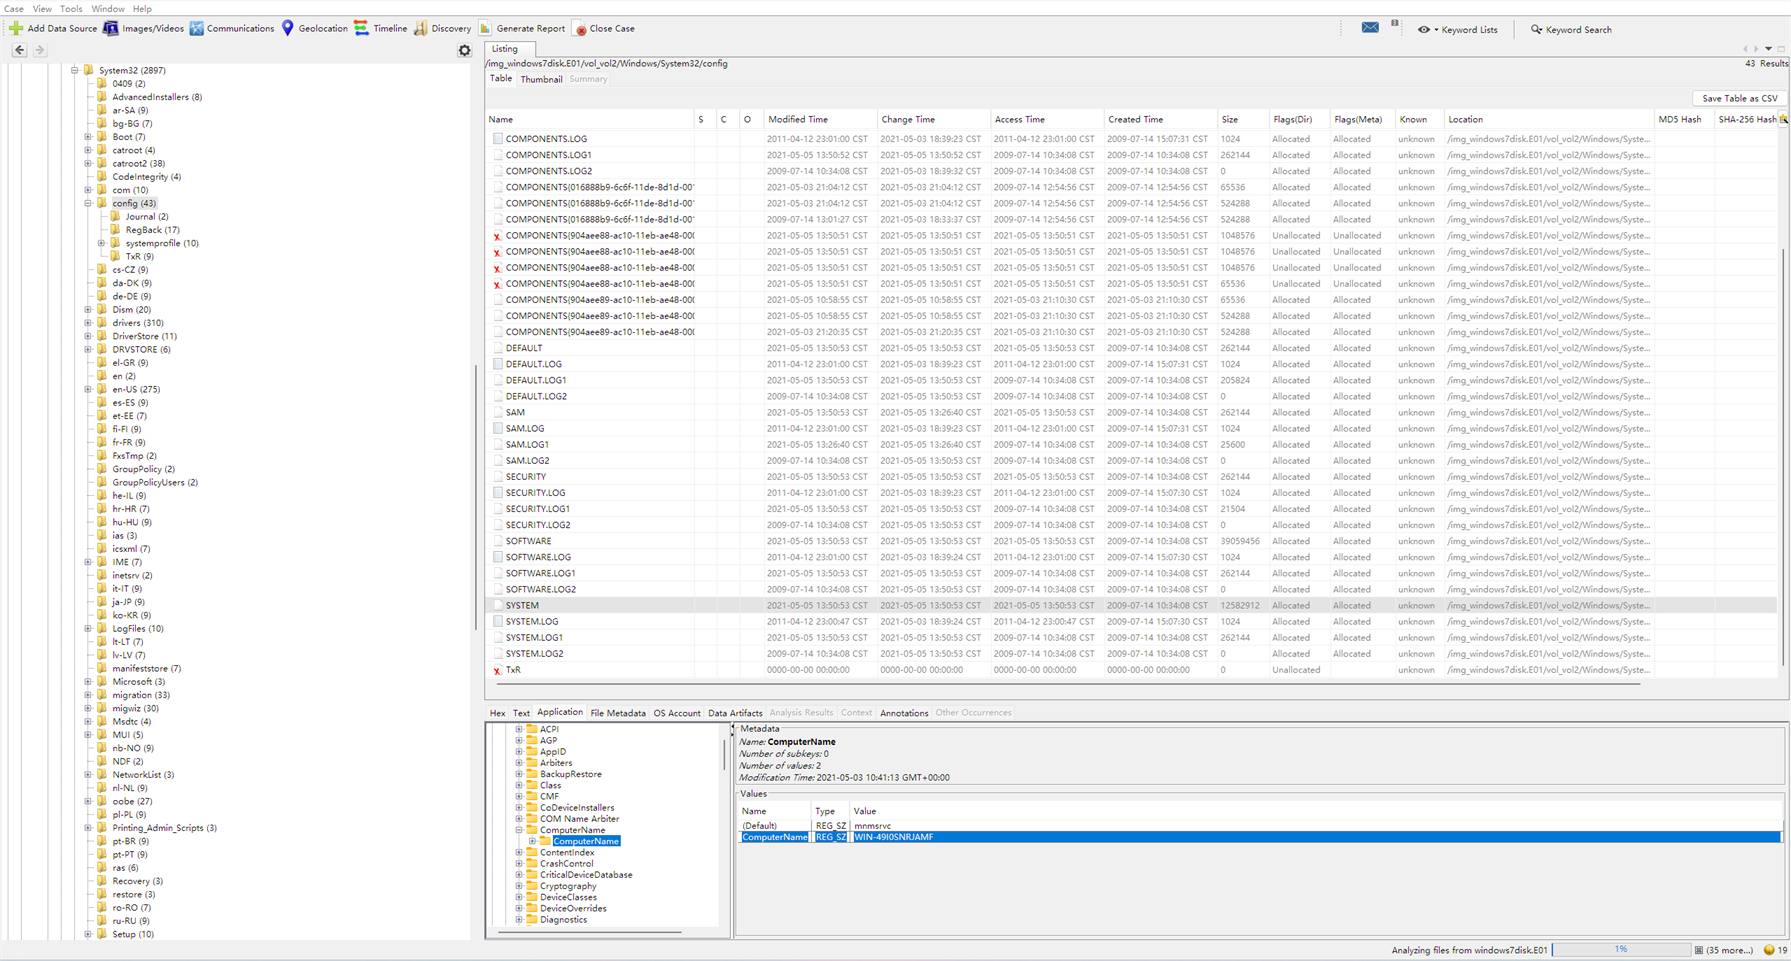 Case View Tools Window Help
Add Data Source Images/Videos Communications Geolocation Timeline Discovery Generate Report Close Case Keyword Lists Keyword Search
Listing
/img_windows7disk.E01/vol_vol2/Windows/System32/config 43 Results
Table Thumbnail Summary
Save Table as CSV
System32 (2897)
0409 (2)
AdvancedInstallers (8)
ar-SA (9)
bg-BG (7)
Boot (7)
catroot (4)
catroot2 (38)
CodeIntegrity (4)
com (10)
config (43)
Journal (2)
RegBack (17)
systemprofile (10)
TxR (9)
cs-CZ (9)
da-DK (9)
de-DE (9)
Dism (20)
drivers (310)
DriverStore (11)
DRVSTORE (6)
el-GR (9)
en (2)
en-US (275)
es-ES (9)
et-EE (7)
fi-FI (9)
fr-FR (9)
FxsTmp (2)
GroupPolicy (2)
GroupPolicyUsers (2)
he-IL (9)
hr-HR (7)
hu-HU (9)
ias (3)
icsxml (7)
IME (7)
inetsrv (2)
it-IT (9)
ja-JP (9)
ko-KR (9)
LogFiles (10)
lt-LT (7)
lv-LV (7)
manifeststore (7)
Microsoft (3)
migration (33)
migwiz (30)
Msdtc (4)
MUI (5)
nb-NO (9)
NDF (2)
NetworkList (3)
nl-NL (9)
oobe (27)
pl-PL (9)
Printing_Admin_Scripts (3)
pt-BR (9)
pt-PT (9)
ras (6)
Recovery (3)
restore (3)
ro-RO (7)
ru-RU (9)
Setup (10)
Name S C O Modified Time Change Time Access Time Created Time Size Flags(Dir) Flags(Meta) Known Location MD5 Hash SHA-256 Hash
COMPONENTS.LOG 2011-04-12 23:01:00 CST 2021-05-03 18:39:23 CST 2011-04-12 23:01:00 CST 2009-07-14 15:07:31 CST 1024 Allocated Allocated unknown /img_windows7disk.E01/vol_vol2/Windows/Syste...
COMPONENTS.LOG1 2021-05-05 13:50:52 CST 2021-05-05 13:50:52 CST 2009-07-14 10:34:08 CST 2009-07-14 10:34:08 CST 262144 Allocated Allocated unknown /img_windows7disk.E01/vol_vol2/Windows/Syste...
COMPONENTS.LOG2 2009-07-14 10:34:08 CST 2021-05-03 18:39:32 CST 2009-07-14 10:34:08 CST 2009-07-14 10:34:08 CST 0 Allocated Allocated unknown /img_windows7disk.E01/vol_vol2/Windows/Syste...
COMPONENTS{016888b9-6c6f-11de-8d1d-001 2021-05-03 21:04:12 CST 2021-05-03 21:04:12 CST 2009-07-14 12:54:56 CST 2009-07-14 12:54:56 CST 65536 Allocated Allocated unknown /img_windows7disk.E01/vol_vol2/Windows/Syste...
COMPONENTS{016888b9-6c6f-11de-8d1d-001 2021-05-03 21:04:12 CST 2021-05-03 21:04:12 CST 2009-07-14 12:54:56 CST 2009-07-14 12:54:56 CST 524288 Allocated Allocated unknown /img_windows7disk.E01/vol_vol2/Windows/Syste...
COMPONENTS{016888b9-6c6f-11de-8d1d-001 2009-07-14 13:01:27 CST 2021-05-03 18:33:37 CST 2009-07-14 12:54:56 CST 2009-07-14 12:54:56 CST 524288 Allocated Allocated unknown /img_windows7disk.E01/vol_vol2/Windows/Syste...
COMPONENTS{904aee88-ac10-11eb-ae48-000 2021-05-05 13:50:51 CST 2021-05-05 13:50:51 CST 2021-05-05 13:50:51 CST 2021-05-05 13:50:51 CST 1048576 Unallocated Unallocated unknown /img_windows7disk.E01/vol_vol2/Windows/Syste...
COMPONENTS{904aee88-ac10-11eb-ae48-000 2021-05-05 13:50:51 CST 2021-05-05 13:50:51 CST 2021-05-05 13:50:51 CST 2021-05-05 13:50:51 CST 1048576 Unallocated Unallocated unknown /img_windows7disk.E01/vol_vol2/Windows/Syste...
COMPONENTS{904aee88-ac10-11eb-ae48-000 2021-05-05 13:50:51 CST 2021-05-05 13:50:51 CST 2021-05-05 13:50:51 CST 2021-05-05 13:50:51 CST 1048576 Unallocated Unallocated unknown /img_windows7disk.E01/vol_vol2/Windows/Syste...
COMPONENTS{904aee88-ac10-11eb-ae48-000 2021-05-05 13:50:51 CST 2021-05-05 13:50:51 CST 2021-05-05 13:50:51 CST 2021-05-05 13:50:51 CST 65536 Unallocated Unallocated unknown /img_windows7disk.E01/vol_vol2/Windows/Syste...
COMPONENTS{904aee89-ac10-11eb-ae48-000 2021-05-05 10:58:55 CST 2021-05-05 10:58:55 CST 2021-05-03 21:10:30 CST 2021-05-03 21:10:30 CST 65536 Allocated Allocated unknown /img_windows7disk.E01/vol_vol2/Windows/Syste...
COMPONENTS{904aee89-ac10-11eb-ae48-000 2021-05-05 10:58:55 CST 2021-05-05 10:58:55 CST 2021-05-03 21:10:30 CST 2021-05-03 21:10:30 CST 524288 Allocated Allocated unknown /img_windows7disk.E01/vol_vol2/Windows/Syste...
COMPONENTS{904aee89-ac10-11eb-ae48-000 2021-05-03 21:20:35 CST 2021-05-03 21:20:35 CST 2021-05-03 21:10:30 CST 2021-05-03 21:10:30 CST 524288 Allocated Allocated unknown /img_windows7disk.E01/vol_vol2/Windows/Syste...
DEFAULT 2021-05-05 13:50:53 CST 2021-05-05 13:50:53 CST 2021-05-05 13:50:53 CST 2009-07-14 10:34:08 CST 262144 Allocated Allocated unknown /img_windows7disk.E01/vol_vol2/Windows/Syste...
DEFAULT.LOG 2011-04-12 23:01:00 CST 2021-05-03 18:39:23 CST 2011-04-12 23:01:00 CST 2009-07-14 15:07:31 CST 1024 Allocated Allocated unknown /img_windows7disk.E01/vol_vol2/Windows/Syste...
DEFAULT.LOG1 2021-05-05 13:50:53 CST 2021-05-05 13:50:53 CST 2009-07-14 10:34:08 CST 2009-07-14 10:34:08 CST 205824 Allocated Allocated unknown /img_windows7disk.E01/vol_vol2/Windows/Syste...
DEFAULT.LOG2 2009-07-14 10:34:08 CST 2021-05-05 13:50:53 CST 2009-07-14 10:34:08 CST 2009-07-14 10:34:08 CST 0 Allocated Allocated unknown /img_windows7disk.E01/vol_vol2/Windows/Syste...
SAM 2021-05-05 13:50:53 CST 2021-05-05 13:26:40 CST 2021-05-05 13:50:53 CST 2009-07-14 10:34:08 CST 262144 Allocated Allocated unknown /img_windows7disk.E01/vol_vol2/Windows/Syste...
SAM.LOG 2011-04-12 23:01:00 CST 2021-05-03 18:39:23 CST 2011-04-12 23:01:00 CST 2009-07-14 15:07:31 CST 1024 Allocated Allocated unknown /img_windows7disk.E01/vol_vol2/Windows/Syste...
SAM.LOG1 2021-05-05 13:26:40 CST 2021-05-05 13:26:40 CST 2009-07-14 10:34:08 CST 2009-07-14 10:34:08 CST 25600 Allocated Allocated unknown /img_windows7disk.E01/vol_vol2/Windows/Syste...
SAM.LOG2 2009-07-14 10:34:08 CST 2021-05-05 13:50:53 CST 2009-07-14 10:34:08 CST 2009-07-14 10:34:08 CST 0 Allocated Allocated unknown /img_windows7disk.E01/vol_vol2/Windows/Syste...
SECURITY 2021-05-05 13:50:53 CST 2021-05-05 13:50:53 CST 2021-05-05 13:50:53 CST 2009-07-14 10:34:08 CST 262144 Allocated Allocated unknown /img_windows7disk.E01/vol_vol2/Windows/Syste...
SECURITY.LOG 2011-04-12 23:01:00 CST 2021-05-03 18:39:23 CST 2011-04-12 23:01:00 CST 2009-07-14 15:07:30 CST 1024 Allocated Allocated unknown /img_windows7disk.E01/vol_vol2/Windows/Syste...
SECURITY.LOG1 2021-05-05 13:50:53 CST 2021-05-05 13:50:53 CST 2009-07-14 10:34:08 CST 2009-07-14 10:34:08 CST 21504 Allocated Allocated unknown /img_windows7disk.E01/vol_vol2/Windows/Syste...
SECURITY.LOG2 2009-07-14 10:34:08 CST 2021-05-05 13:50:53 CST 2009-07-14 10:34:08 CST 2009-07-14 10:34:08 CST 0 Allocated Allocated unknown /img_windows7disk.E01/vol_vol2/Windows/Syste...
SOFTWARE 2021-05-05 13:50:53 CST 2021-05-05 13:50:53 CST 2021-05-05 13:50:53 CST 2009-07-14 10:34:08 CST 39059456 Allocated Allocated unknown /img_windows7disk.E01/vol_vol2/Windows/Syste...
SOFTWARE.LOG 2011-04-12 23:01:00 CST 2021-05-03 18:39:24 CST 2011-04-12 23:01:00 CST 2009-07-14 15:07:30 CST 1024 Allocated Allocated unknown /img_windows7disk.E01/vol_vol2/Windows/Syste...
SOFTWARE.LOG1 2021-05-05 13:50:53 CST 2021-05-05 13:50:53 CST 2009-07-14 10:34:08 CST 2009-07-14 10:34:08 CST 262144 Allocated Allocated unknown /img_windows7disk.E01/vol_vol2/Windows/Syste...
SOFTWARE.LOG2 2009-07-14 10:34:08 CST 2021-05-05 13:50:53 CST 2009-07-14 10:34:08 CST 2009-07-14 10:34:08 CST 0 Allocated Allocated unknown /img_windows7disk.E01/vol_vol2/Windows/Syste...
SYSTEM 2021-05-05 13:50:53 CST 2021-05-05 13:50:53 CST 2021-05-05 13:50:53 CST 2009-07-14 10:34:08 CST 12582912 Allocated Allocated unknown /img_windows7disk.E01/vol_vol2/Windows/Syste...
SYSTEM.LOG 2011-04-12 23:00:47 CST 2021-05-03 18:39:24 CST 2011-04-12 23:00:47 CST 2009-07-14 15:07:30 CST 1024 Allocated Allocated unknown /img_windows7disk.E01/vol_vol2/Windows/Syste...
SYSTEM.LOG1 2021-05-05 13:50:53 CST 2021-05-05 13:50:53 CST 2009-07-14 10:34:08 CST 2009-07-14 10:34:08 CST 262144 Allocated Allocated unknown /img_windows7disk.E01/vol_vol2/Windows/Syste...
SYSTEM.LOG2 2009-07-14 10:34:08 CST 2021-05-05 13:50:53 CST 2009-07-14 10:34:08 CST 2009-07-14 10:34:08 CST 0 Allocated Allocated unknown /img_windows7disk.E01/vol_vol2/Windows/Syste...
TxR 0000-00-00 00:00:00 0000-00-00 00:00:00 0000-00-00 00:00:00 0000-00-00 00:00:00 0 Unallocated unknown /img_windows7disk.E01/vol_vol2/Windows/Syste...
Hex Text Application File Metadata OS Account Data Artifacts Analysis Results Context Annotations Other Occurrences
ACPI
AGP
AppID
Arbiters
BackupRestore
Class
CMF
CoDeviceInstallers
COM Name Arbiter
ComputerName
ComputerName
ContentIndex
CrashControl
CriticalDeviceDatabase
Cryptography
DeviceClasses
DeviceOverrides
Diagnostics
Metadata
Name: ComputerName
Number of subkeys: 0
Number of values: 2
Modification Time: 2021-05-03 10:41:13 GMT+00:00
Values
Name Type Value
(Default) REG_SZ mnmsrvc
ComputerName REG_SZ WIN-49I0SNRJAMF
Analyzing files from windows7disk.E01 1% (35 more...) 19